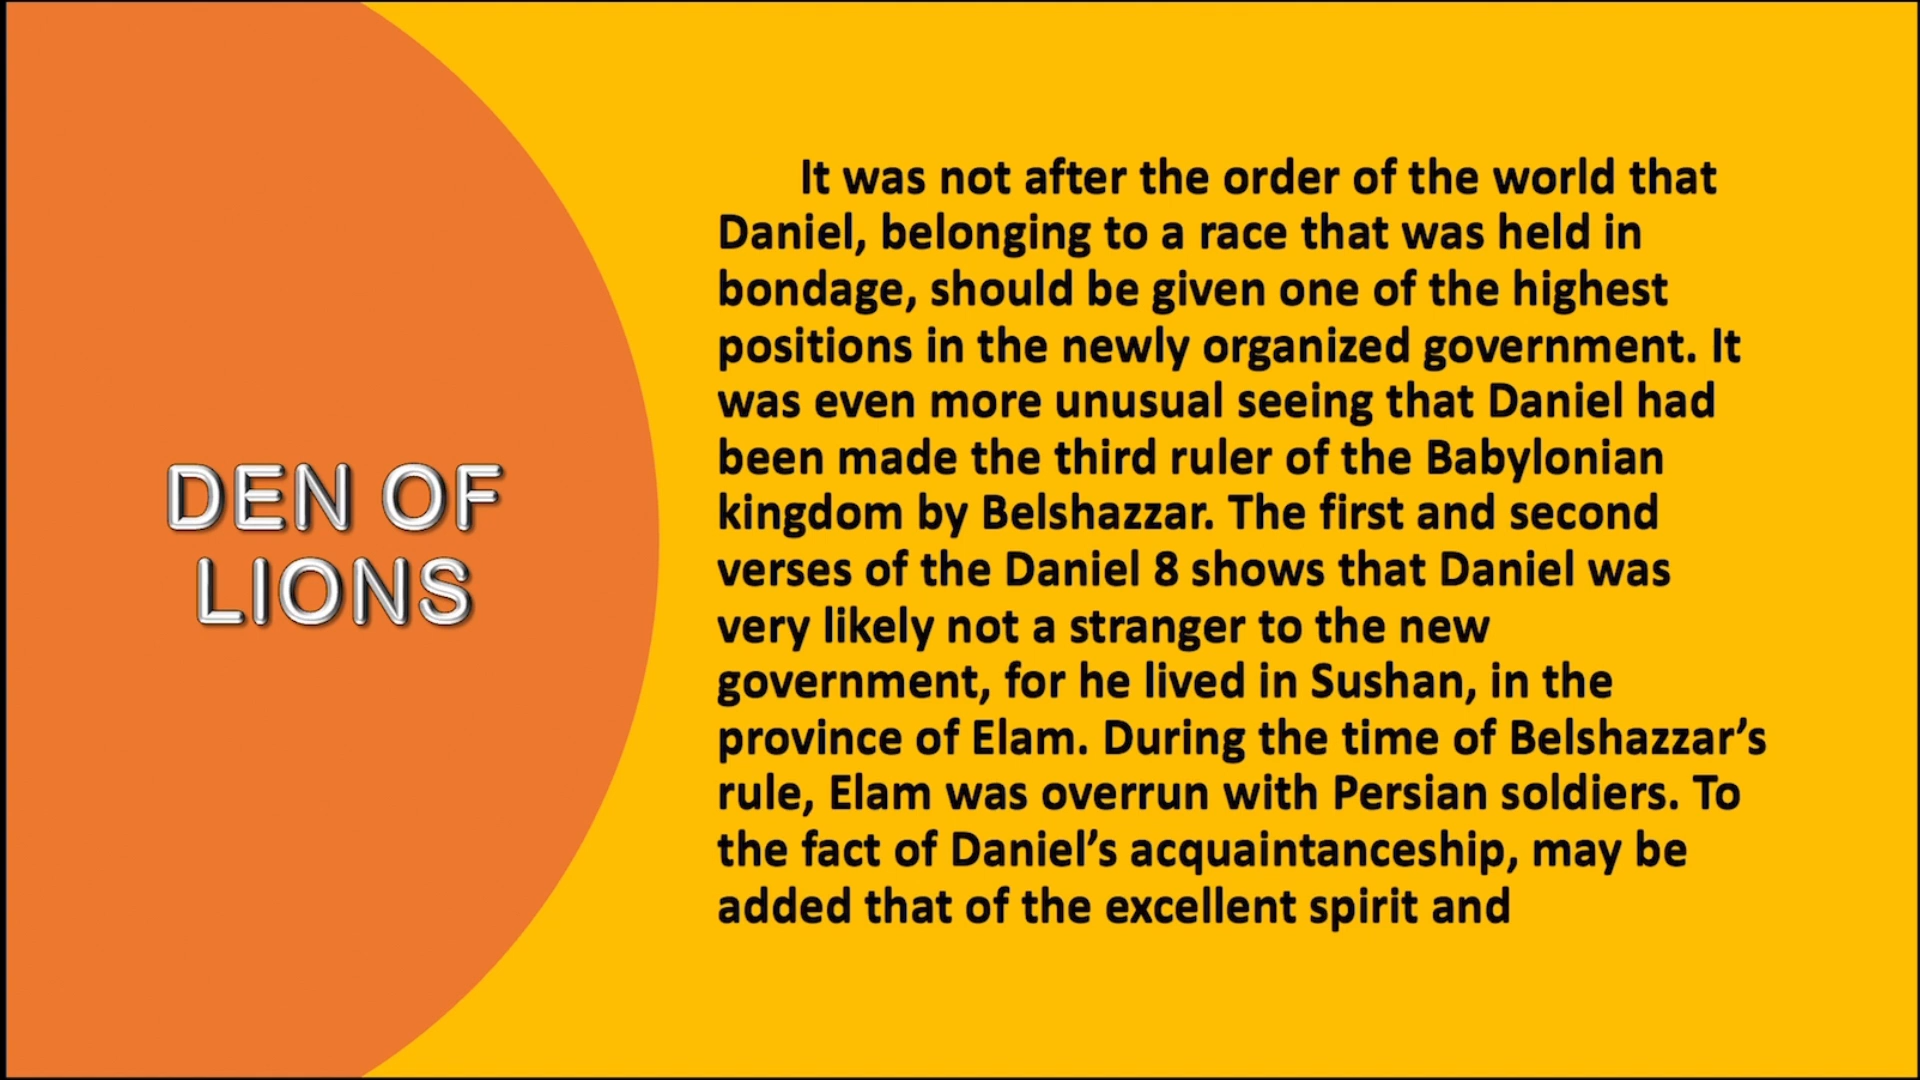 DEN OF
LIONS
It was not after the order of the world that
Daniel, belonging to a race that was held in
bondage, should be given one of the highest
positions in the newly organized government. It
was even more unusual seeing that Daniel had
been made the third ruler of the Babylonian
kingdom by Belshazzar. The first and second
verses of the Daniel 8 shows that Daniel was
very likely not a stranger to the new
government, for he lived in Sushan, in the
province of Elam. During the time of Belshazzar’s
rule, Elam was overrun with Persian soldiers. To
the fact of Daniel’s acquaintanceship, may be
added that of the excellent spirit and